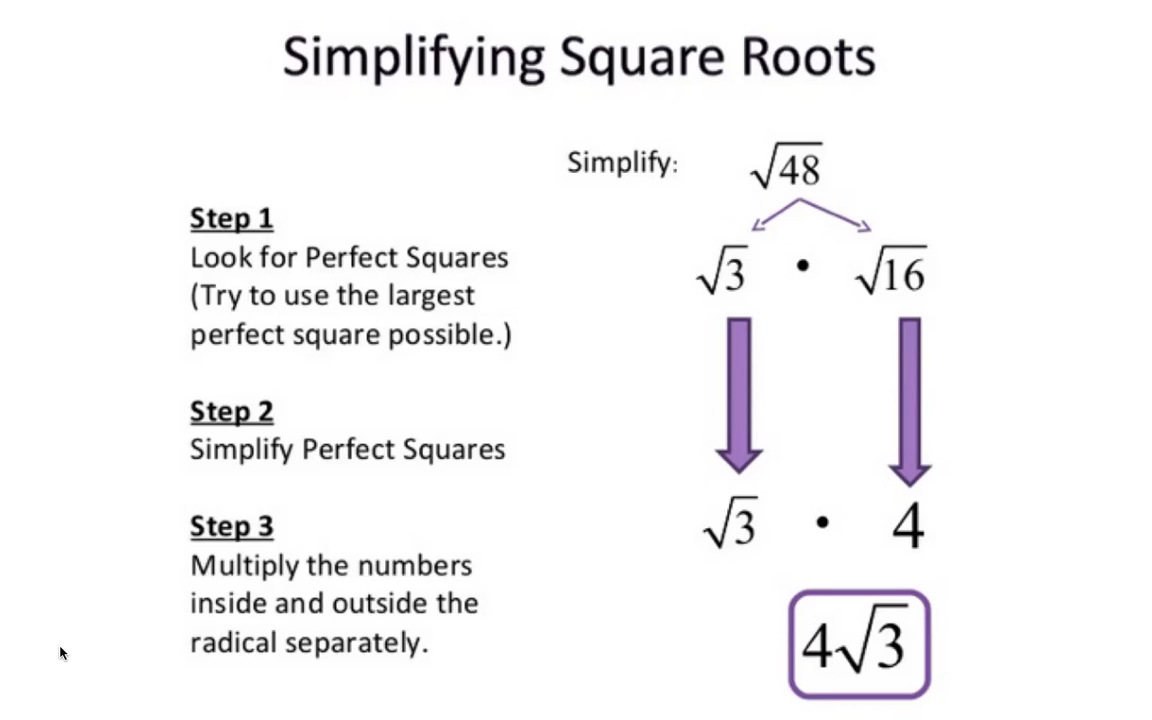 Simplifying Square Roots
Simplify: √48
Step 1
Look for Perfect Squares
(Try to use the largest
perfect square possible.)
√3 • √16
Step 2
Simplify Perfect Squares
Step 3
Multiply the numbers
inside and outside the
radical separately.
√3 • 4
4√3